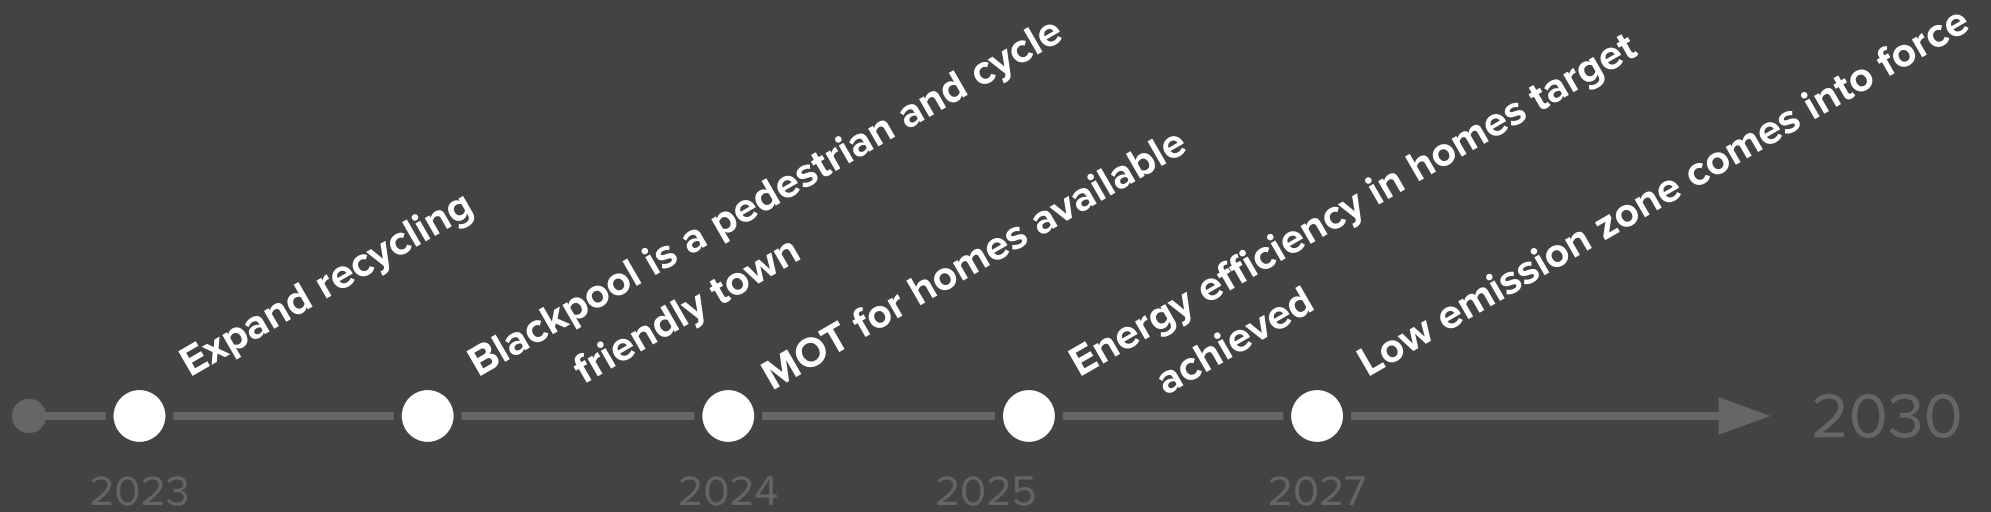 Expand recycling
Blackpool is a pedestrian and cycle
friendly town
MOT for homes available
Energy efficiency in homes target
achieved
Low emission zone comes into force
2030
2023
2024
2025
2027